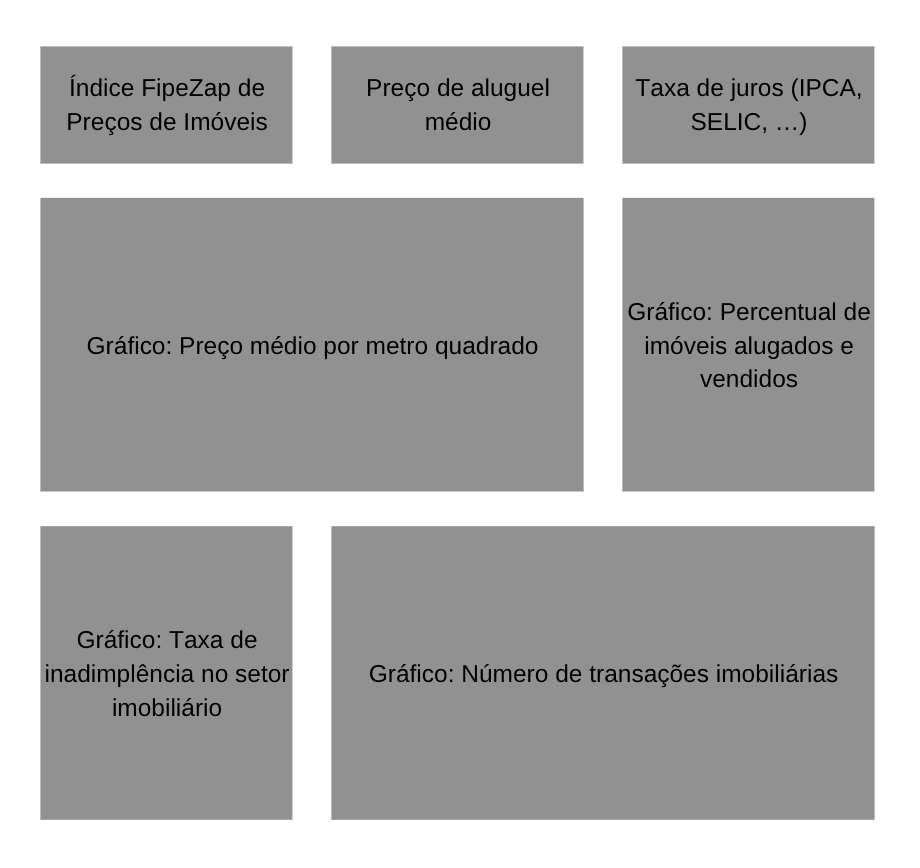 Índice FipeZap de
Preços de Imóveis
Preço de aluguel
médio
Taxa de juros (IPCA,
SELIC, …)
Gráfico: Preço médio por metro quadrado
Gráfico: Percentual de
imóveis alugados e
vendidos
Gráfico: Taxa de
inadimplência no setor
imobiliário
Gráfico: Número de transações imobiliárias